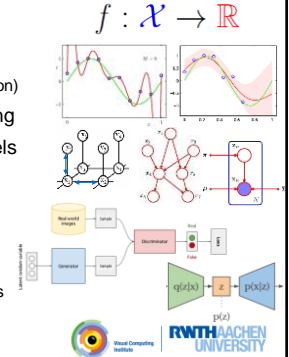 f : X → ℝ
on)
ng
els
M = 9
Real-world
images
Sample
Real
Discriminator
Loss
Latent random variable
Generator
Sample
Fake
q(z|x)
z
p(x|z)
s
p(z)
Visual Computing
Institute
RWTHAACHEN
UNIVERSITY